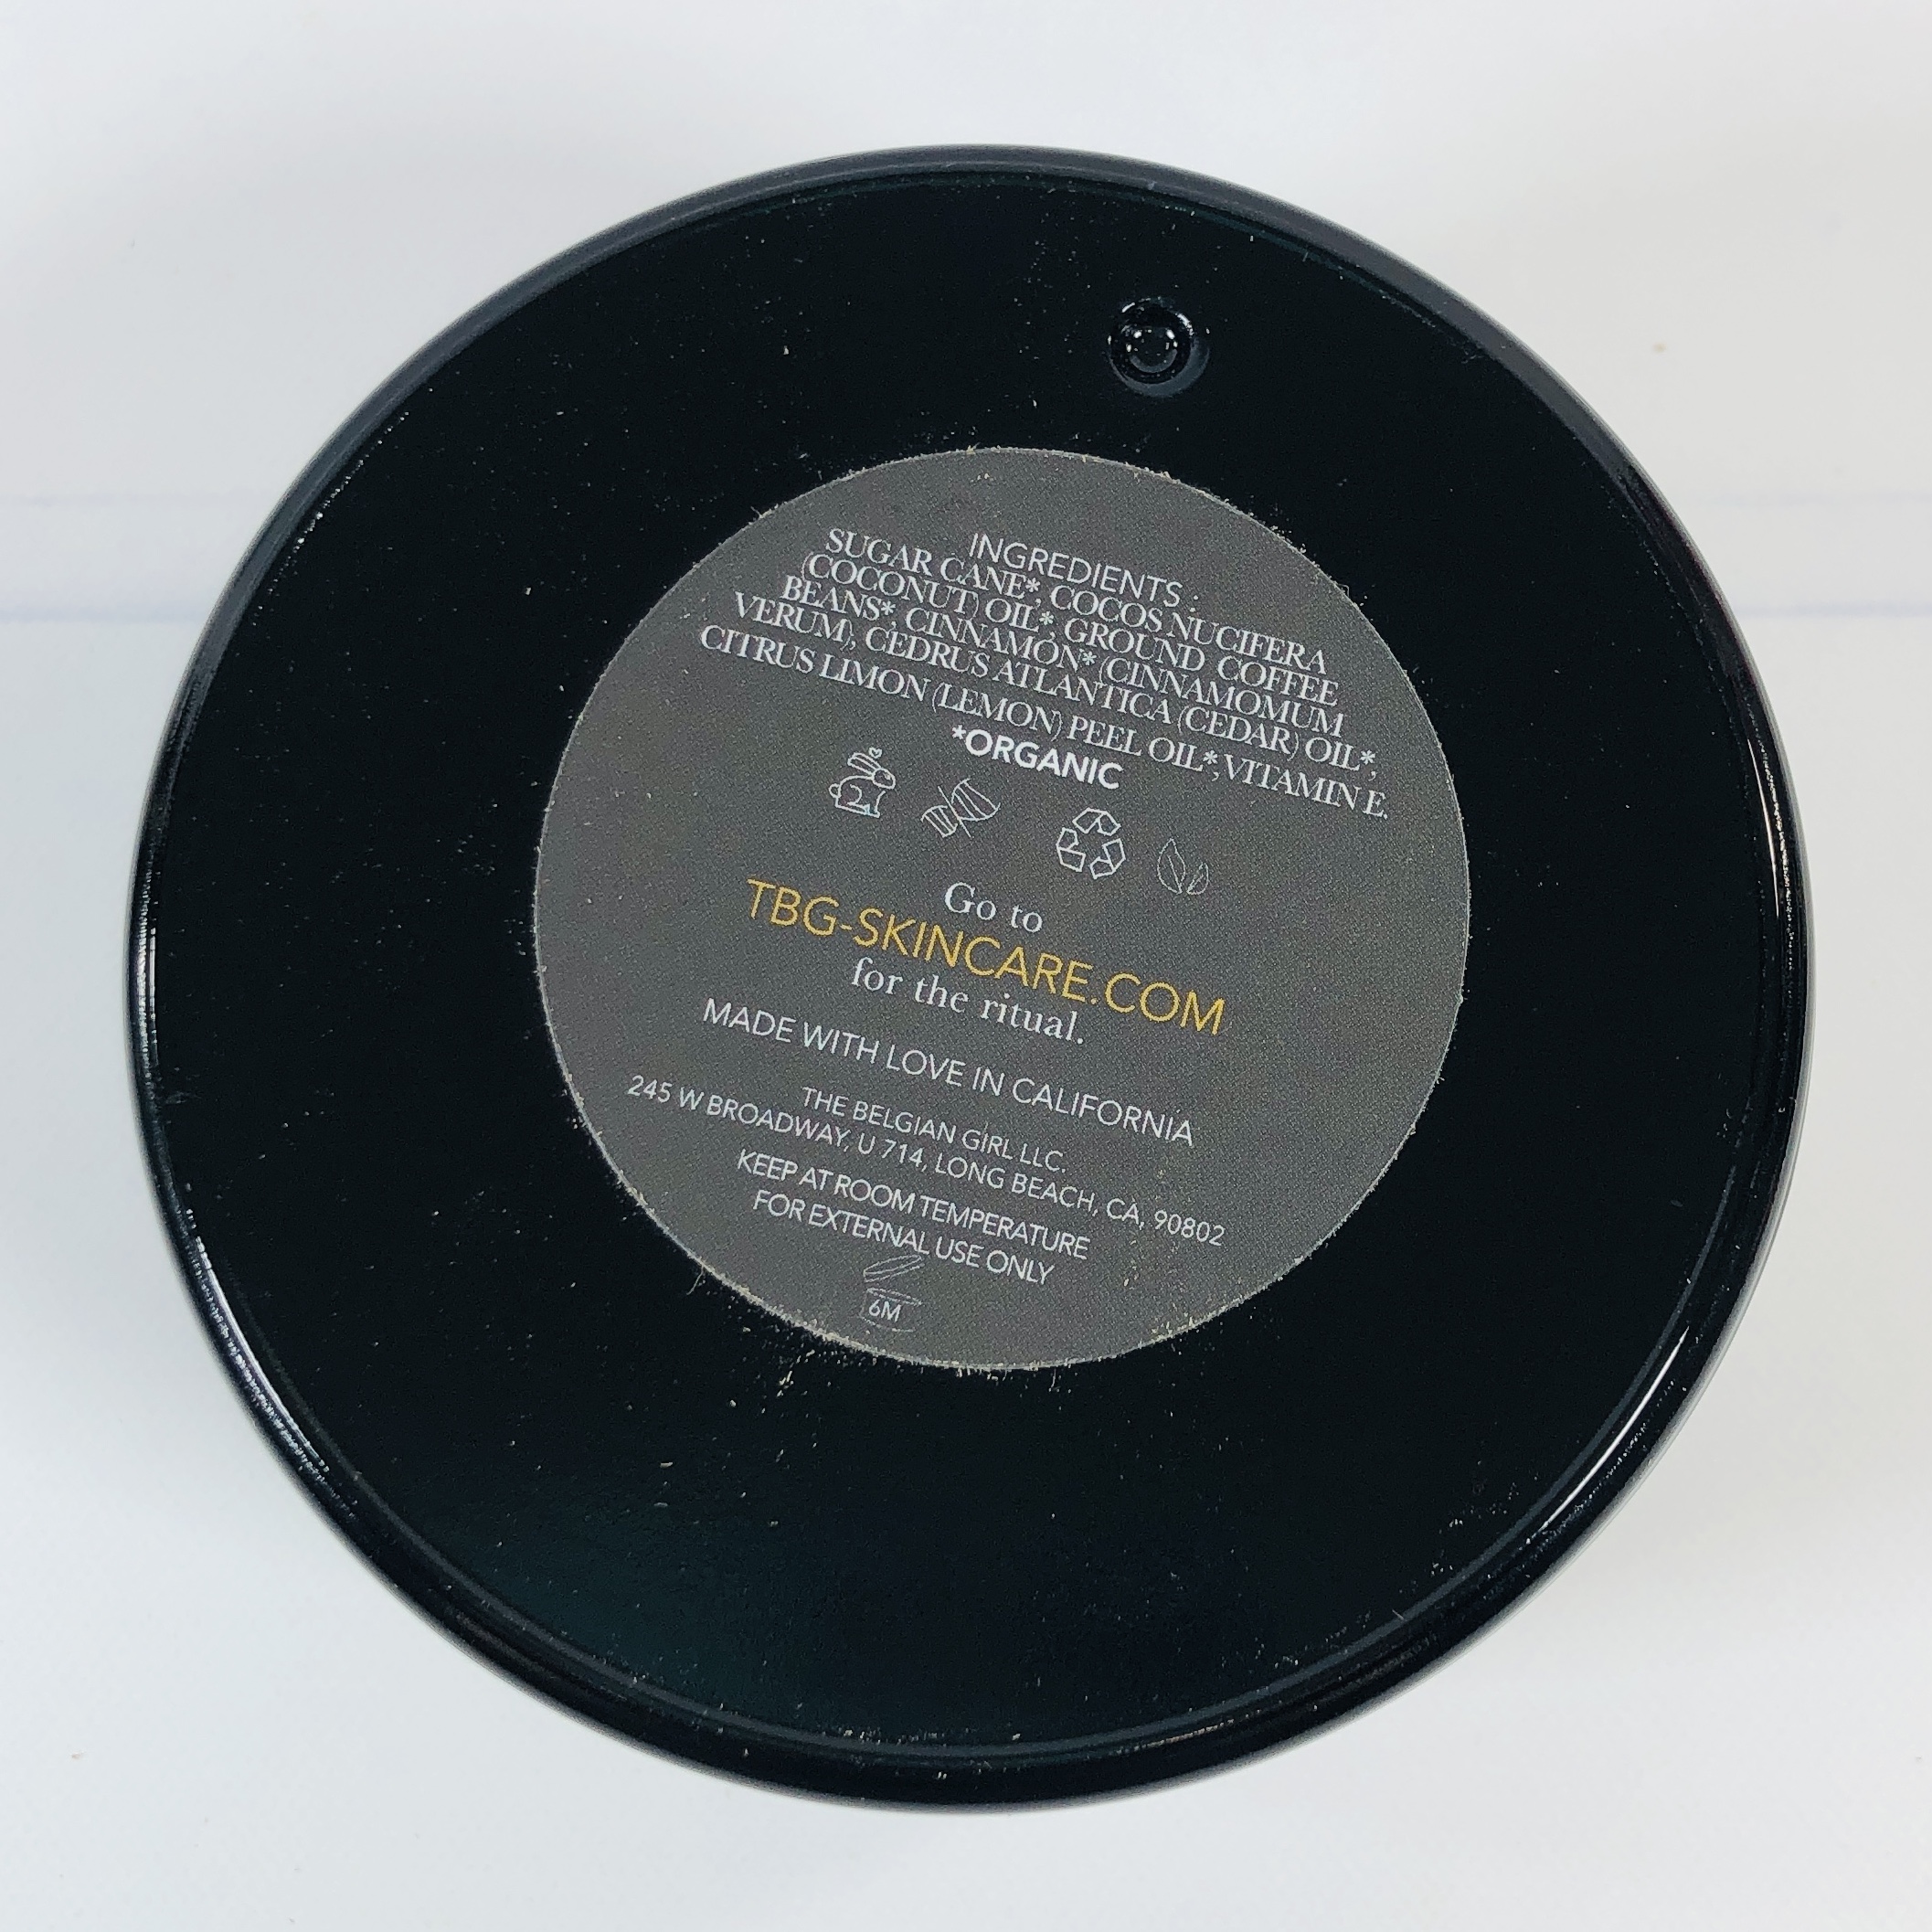 INGREDIENTS :
SUGAR CANE* COCOS NUCIFERA
(COCONUT) OIL*, GROUND COFFEE
BEANS*, CINNAMON* (CINNAMOMUM
VERUM), CEDRUS ATLANTICA (CEDAR) OIL*,
CITRUS LIMON (LEMON) PEEL OIL*, VITAMIN E.
*ORGANIC
Go to
TBG-SKINCARE.COM
for the ritual.
MADE WITH LOVE IN CALIFORNIA
THE BELGIAN GIRL LLC.
245 W BROADWAY, U 714, LONG BEACH, CA, 90802
KEEP AT ROOM TEMPERATURE
FOR EXTERNAL USE ONLY
6M